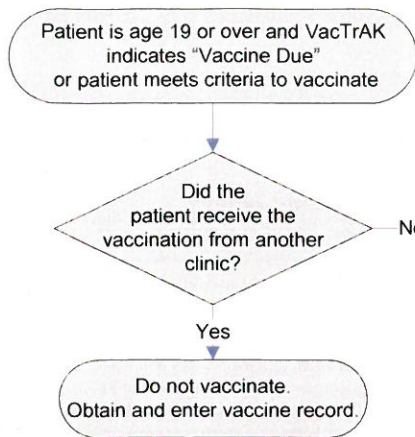 Patient is age 19 or over and VacTrAK
indicates “Vaccine Due”
or patient meets criteria to vaccinate
Did the
patient receive the
vaccination from another
clinic?
Yes
Do not vaccinate.
Obtain and enter vaccine record.